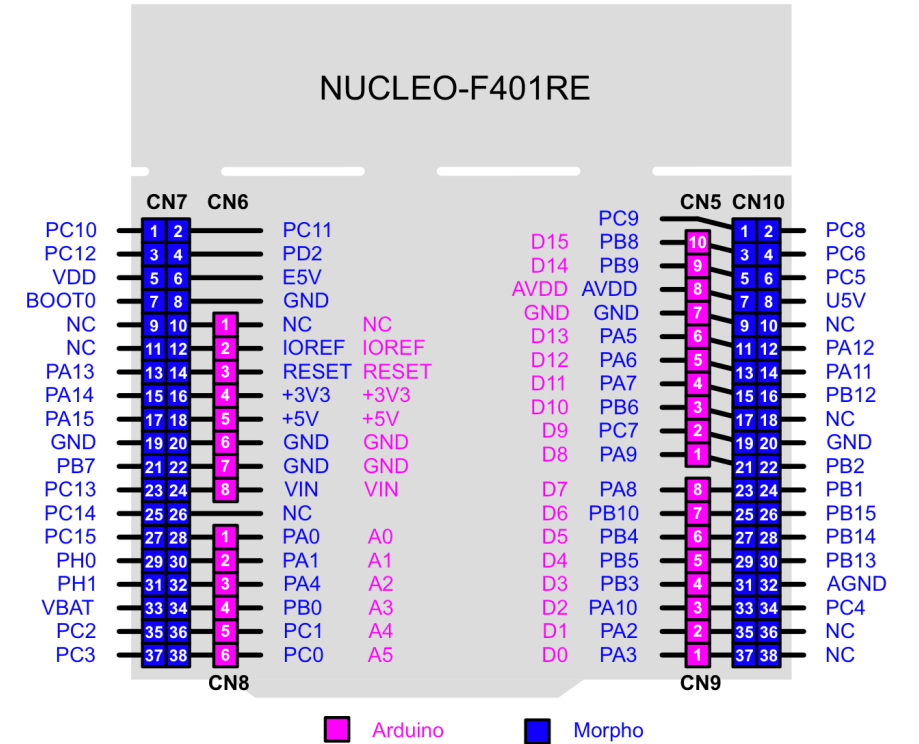 NUCLEO-F401RE
CN7 CN6 CN5 CN10
PC9
PC10 1 2 PC11 D15 PB8 10 1 2 PC8
PC12 3 4 PD2 D14 PB9 9 3 4 PC6
VDD 5 6 E5V AVDD AVDD 8 5 6 PC5
BOOT0 7 8 GND GND GND 7 7 8 U5V
NC 9 10 1 NC NC D13 PA5 6 9 10 NC
NC 11 12 2 IOREF IOREF D12 PA6 5 11 12 PA12
PA13 13 14 3 RESET RESET D11 PA7 4 13 14 PA11
PA14 15 16 4 +3V3 +3V3 D10 PB6 3 15 16 PB12
PA15 17 18 5 +5V +5V D9 PC7 2 17 18 NC
GND 19 20 6 GND GND D8 PA9 1 19 20 GND
PB7 21 22 7 GND GND 21 22 PB2
PC13 23 24 8 VIN VIN D7 PA8 8 23 24 PB1
PC14 25 26 NC D6 PB10 7 25 26 PB15
PC15 27 28 1 PA0 A0 D5 PB4 6 27 28 PB14
PH0 29 30 2 PA1 A1 D4 PB5 5 29 30 PB13
PH1 31 32 3 PA4 A2 D3 PB3 4 31 32 AGND
VBAT 33 34 4 PB0 A3 D2 PA10 3 33 34 PC4
PC2 35 36 5 PC1 A4 D1 PA2 2 35 36 NC
PC3 37 38 6 PC0 A5 D0 PA3 1 37 38 NC
CN8 CN9
Arduino Morpho